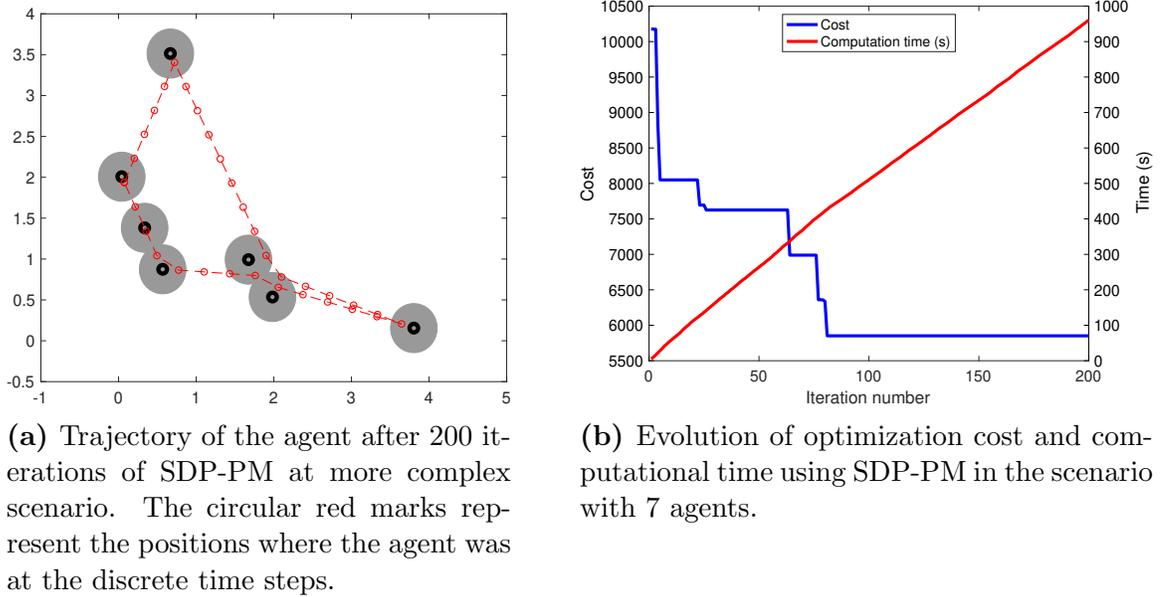 4
3.5
3
2.5
2
1.5
1
0.5
0
-0.5
-1 0 1 2 3 4 5
(a) Trajectory of the agent after 200 it-
erations of SDP-PM at more complex
scenario. The circular red marks rep-
resent the positions where the agent was
at the discrete time steps.
10500
10000
9500
9000
8500
8000
7500
7000
6500
6000
5500
Cost
Cost
Computation time (s)
1000
900
800
700
600
500
400
300
200
100
0
Time (s)
0 50 100 150 200
Iteration number
(b) Evolution of optimization cost and com-
putational time using SDP-PM in the scenario
with 7 agents.